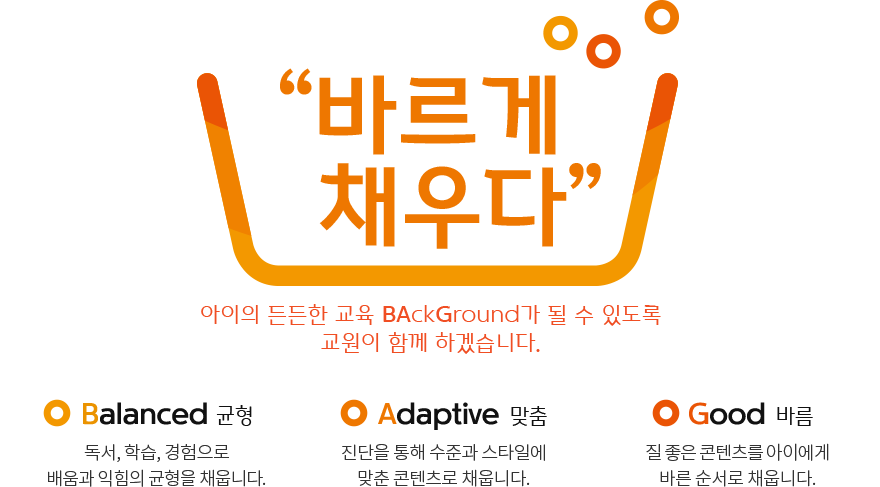 “바르게
채우다”
아이의 든든한 교육 BAckGround가 될 수 있도록
교원이 함께 하겠습니다.
Balanced 균형
독서, 학습, 경험으로
배움과 익힘의 균형을 채웁니다.
Adaptive 맞춤
진단을 통해 수준과 스타일에
맞춘 콘텐츠로 채웁니다.
Good 바름
질 좋은 콘텐츠를 아이에게
바른 순서로 채웁니다.